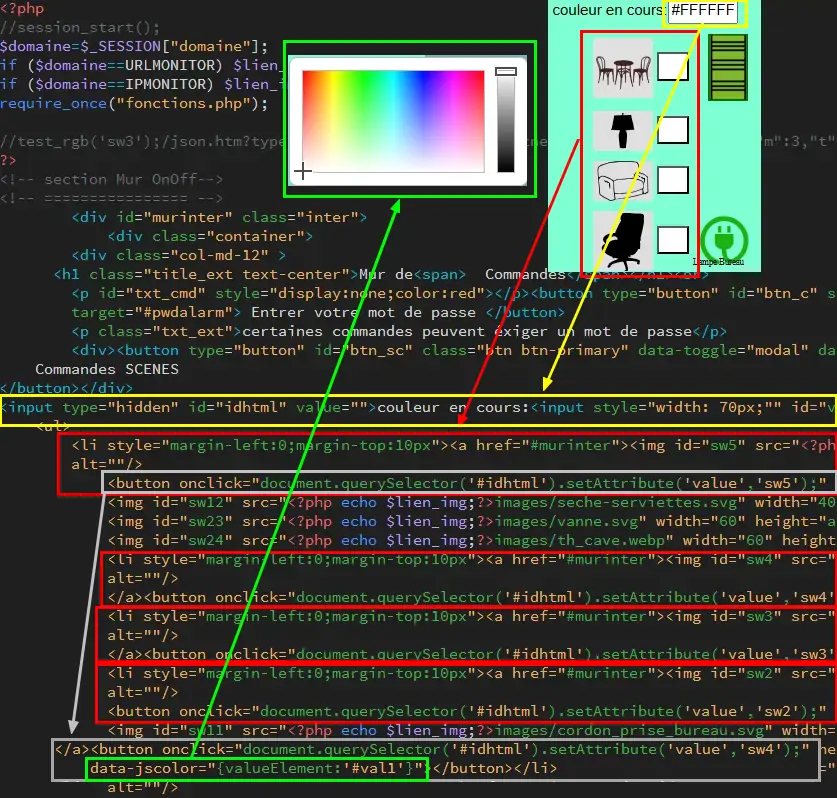 <?php
//session_start();
$domaine=$_SESSION["domaine"];
if ($domaine==URLMONITOR) $lien_
if ($domaine==IPMONITOR) $lien_i
require_once("fonctions.php");
couleur en cours: #FFFFFF
Lampe Bureau
//test_rgb('sw3');/json.htm?type
m":3,"t"
?>
<!-- section Mur OnOff-->
<!-- =============== -->
<div id="murinter" class="inter">
<div class="container">
<div class="col-md-12" >
<h1 class="title_ext text-center">Mur de<span>  Commandes</span></h1>
<p id="txt_cmd" style="display:none;color:red"></p><button type="button" id="btn_c" s
target="#pwdalarm"> Entrer votre mot de passe </button>
<p class="txt_ext">certaines commandes peuvent exiger un mot de passe</p>
<div><button type="button" id="btn_sc" class="btn btn-primary" data-toggle="modal" da
Commandes SCENES
</button></div>
<input type="hidden" id="idhtml" value="">couleur en cours:<input style="width: 70px;"" id="v
<ul>
<li style="margin-left:0;margin-top:10px"><a href="#murinter"><img id="sw5" src="<?ph
alt=""/>
<button onclick="document.querySelector('#idhtml').setAttribute('value','sw5');"
<img id="sw12" src="<?php echo $lien_img;?>images/seche-serviettes.svg" width="40
<img id="sw23" src="<?php echo $lien_img;?>images/vanne.svg" width="60" height="a
<img id="sw24" src="<?php echo $lien_img;?>images/th_cave.webp" width="60" height
<li style="margin-left:0;margin-top:10px"><a href="#murinter"><img id="sw4" src="
alt=""/>
</a><button onclick="document.querySelector('#idhtml').setAttribute('value','sw4'
<li style="margin-left:0;margin-top:10px"><a href="#murinter"><img id="sw3" src="
alt=""/>
</a><button onclick="document.querySelector('#idhtml').setAttribute('value','sw3'
<li style="margin-left:0;margin-top:10px"><a href="#murinter"><img id="sw2" src="
alt=""/>
<button onclick="document.querySelector('#idhtml').setAttribute('value','sw2');"
<img id="sw11" src="<?php echo $lien_img;?>images/cordon_prise_bureau.svg" width=
</a><button onclick="document.querySelector('#idhtml').setAttribute('value','sw4');" he
data-jscolor="{valueElement:'#val1'}"></button></li>
alt=""/>